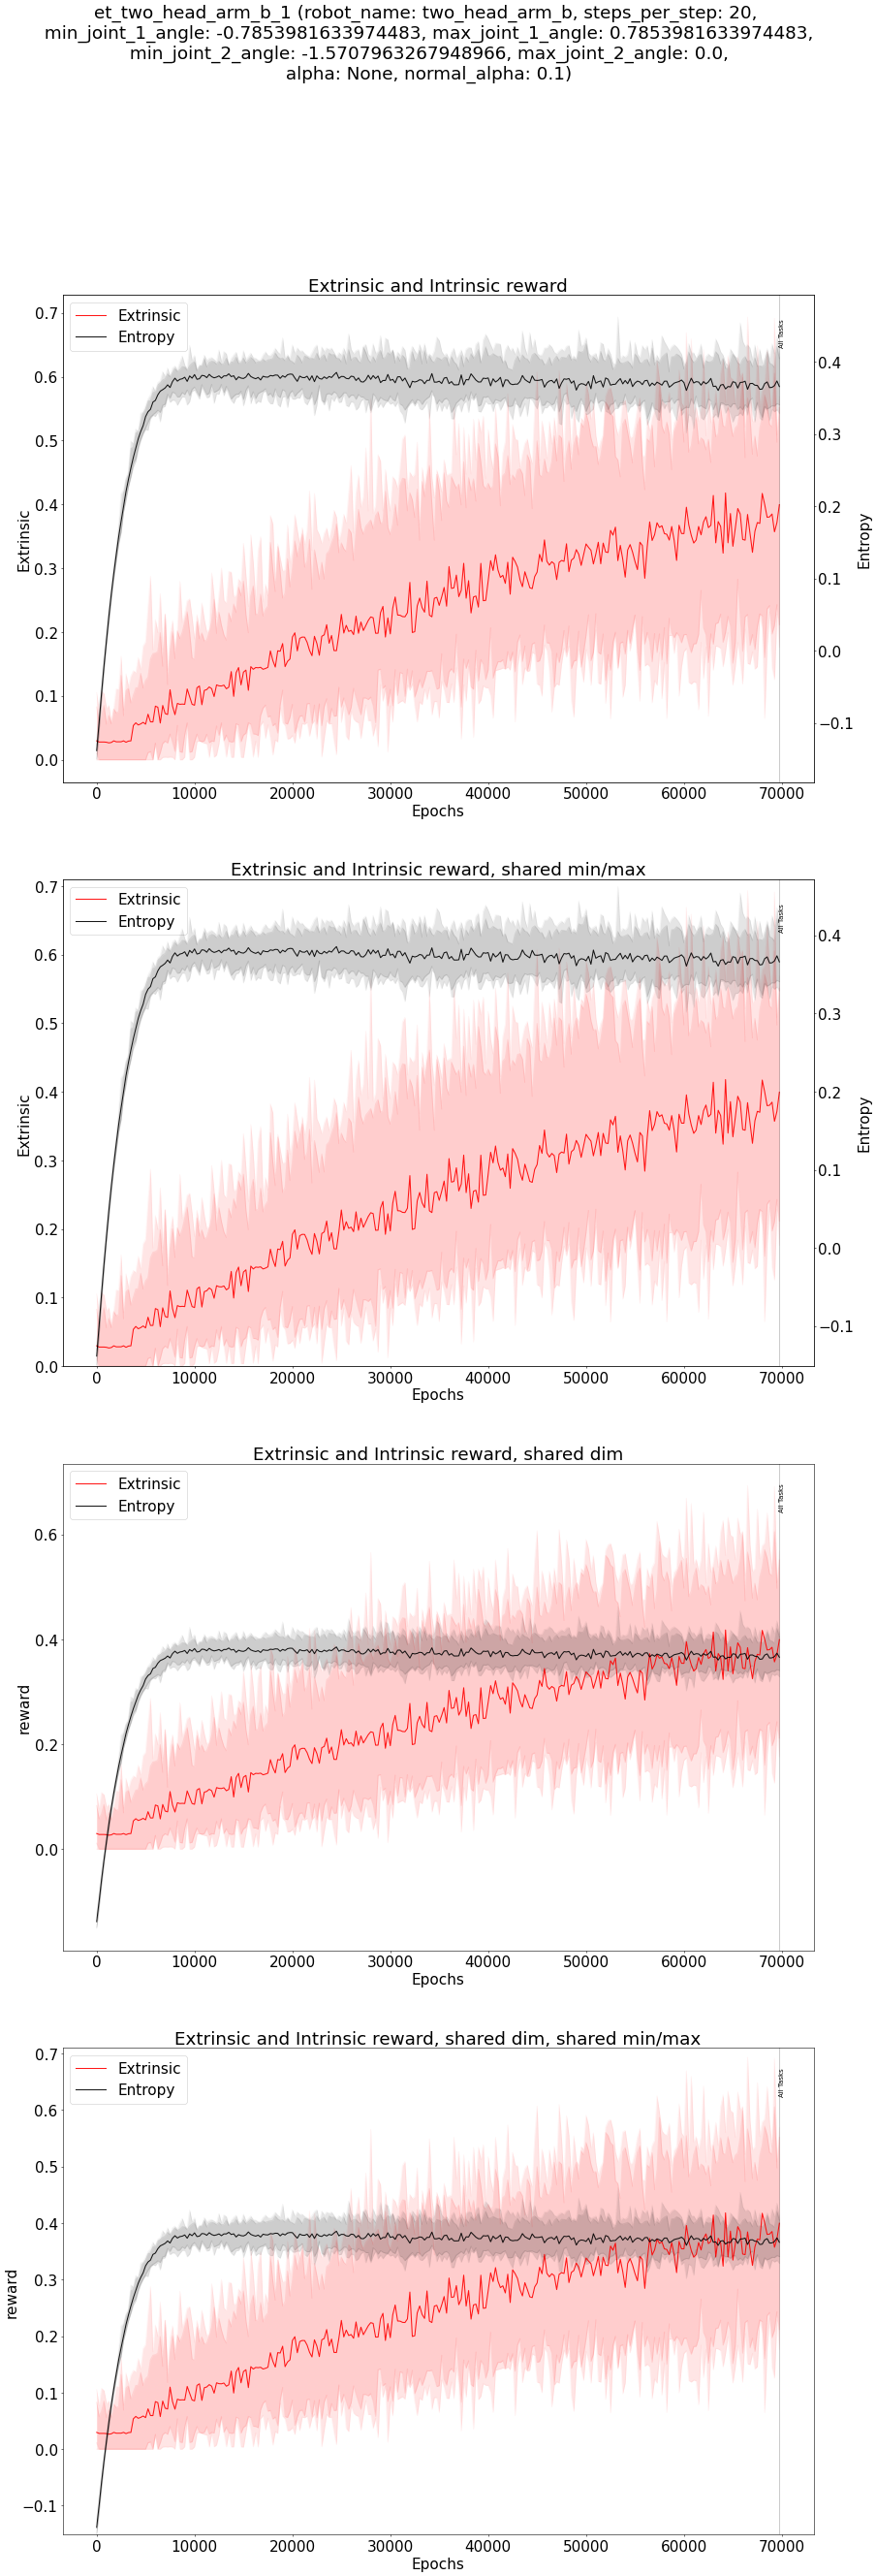 et_two_head_arm_b_1 (robot_name: two_head_arm_b, steps_per_step: 20,
min_joint_1_angle: -0.7853981633974483, max_joint_1_angle: 0.7853981633974483,
min_joint_2_angle: -1.5707963267948966, max_joint_2_angle: 0.0,
alpha: None, normal_alpha: 0.1)
Extrinsic and Intrinsic reward
Extrinsic
Entropy
All Tasks
0.7
0.6
0.5
0.4
0.3
0.2
0.1
0.0
Extrinsic
0.4
0.3
0.2
0.1
0.0
−0.1
Entropy
0 10000 20000 30000 40000 50000 60000 70000
Epochs
Extrinsic and Intrinsic reward, shared min/max
Extrinsic
Entropy
All Tasks
0.7
0.6
0.5
0.4
0.3
0.2
0.1
0.0
Extrinsic
0.4
0.3
0.2
0.1
0.0
−0.1
Entropy
0 10000 20000 30000 40000 50000 60000 70000
Epochs
Extrinsic and Intrinsic reward, shared dim
Extrinsic
Entropy
All Tasks
0.6
0.4
0.2
0.0
reward
0 10000 20000 30000 40000 50000 60000 70000
Epochs
Extrinsic and Intrinsic reward, shared dim, shared min/max
Extrinsic
Entropy
All Tasks
0.7
0.6
0.5
0.4
0.3
0.2
0.1
0.0
−0.1
reward
0 10000 20000 30000 40000 50000 60000 70000
Epochs